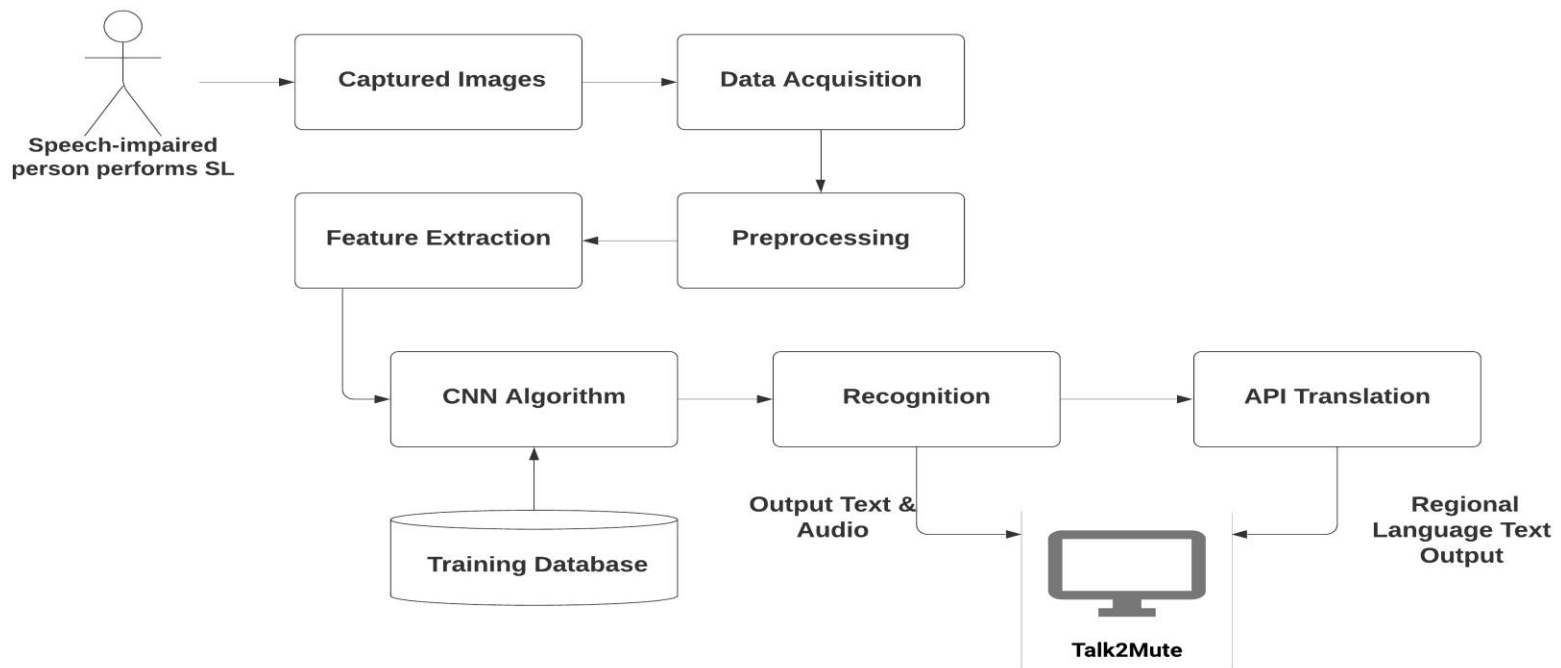 Speech-impaired
person performs SL
Captured Images
Data Acquisition
Feature Extraction
Preprocessing
CNN Algorithm
Recognition
API Translation
Output Text &
Audio
Regional
Language Text
Output
Training Database
Talk2Mute